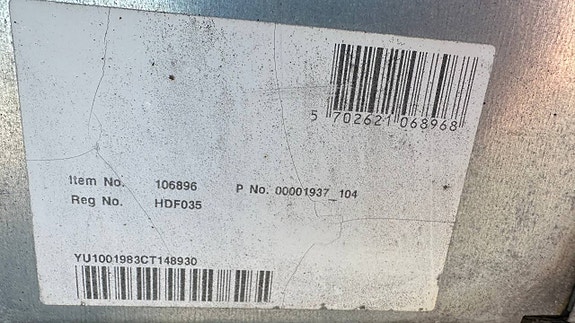 5 702621 068968
Item No. 106896 P No. 00001937_104
Reg No. HDF035
YU1001983CT148930